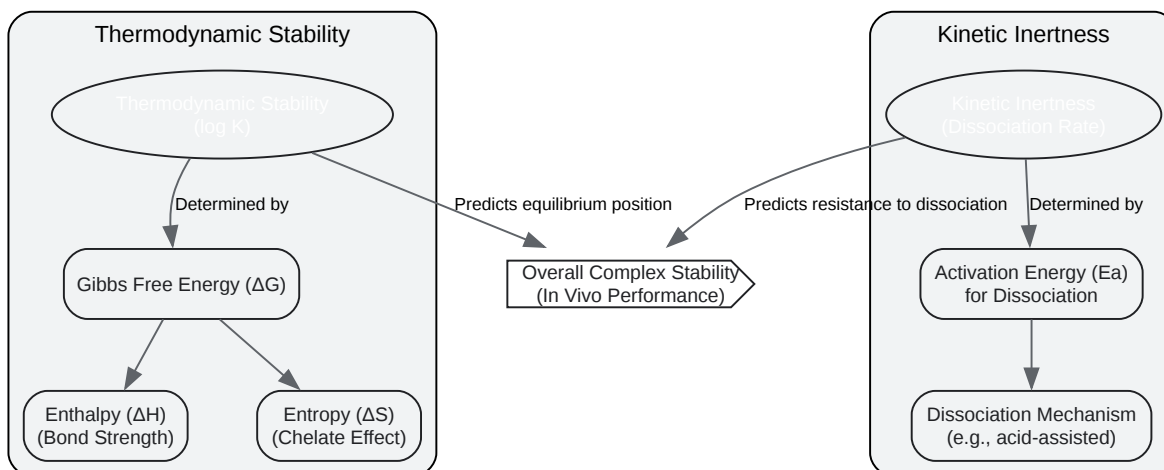 Thermodynamic Stability
Kinetic Inertness
Thermodynamic Stability
(log K)
Kinetic Inertness
(Dissociation Rate)
Determined by
Predicts equilibrium position
Predicts resistance to dissociation
Determined by
Gibbs Free Energy (ΔG)
Overall Complex Stability
(In Vivo Performance)
Activation Energy (Ea)
for Dissociation
Enthalpy (ΔH)
(Bond Strength)
Entropy (ΔS)
(Chelate Effect)
Dissociation Mechanism
(e.g., acid-assisted)